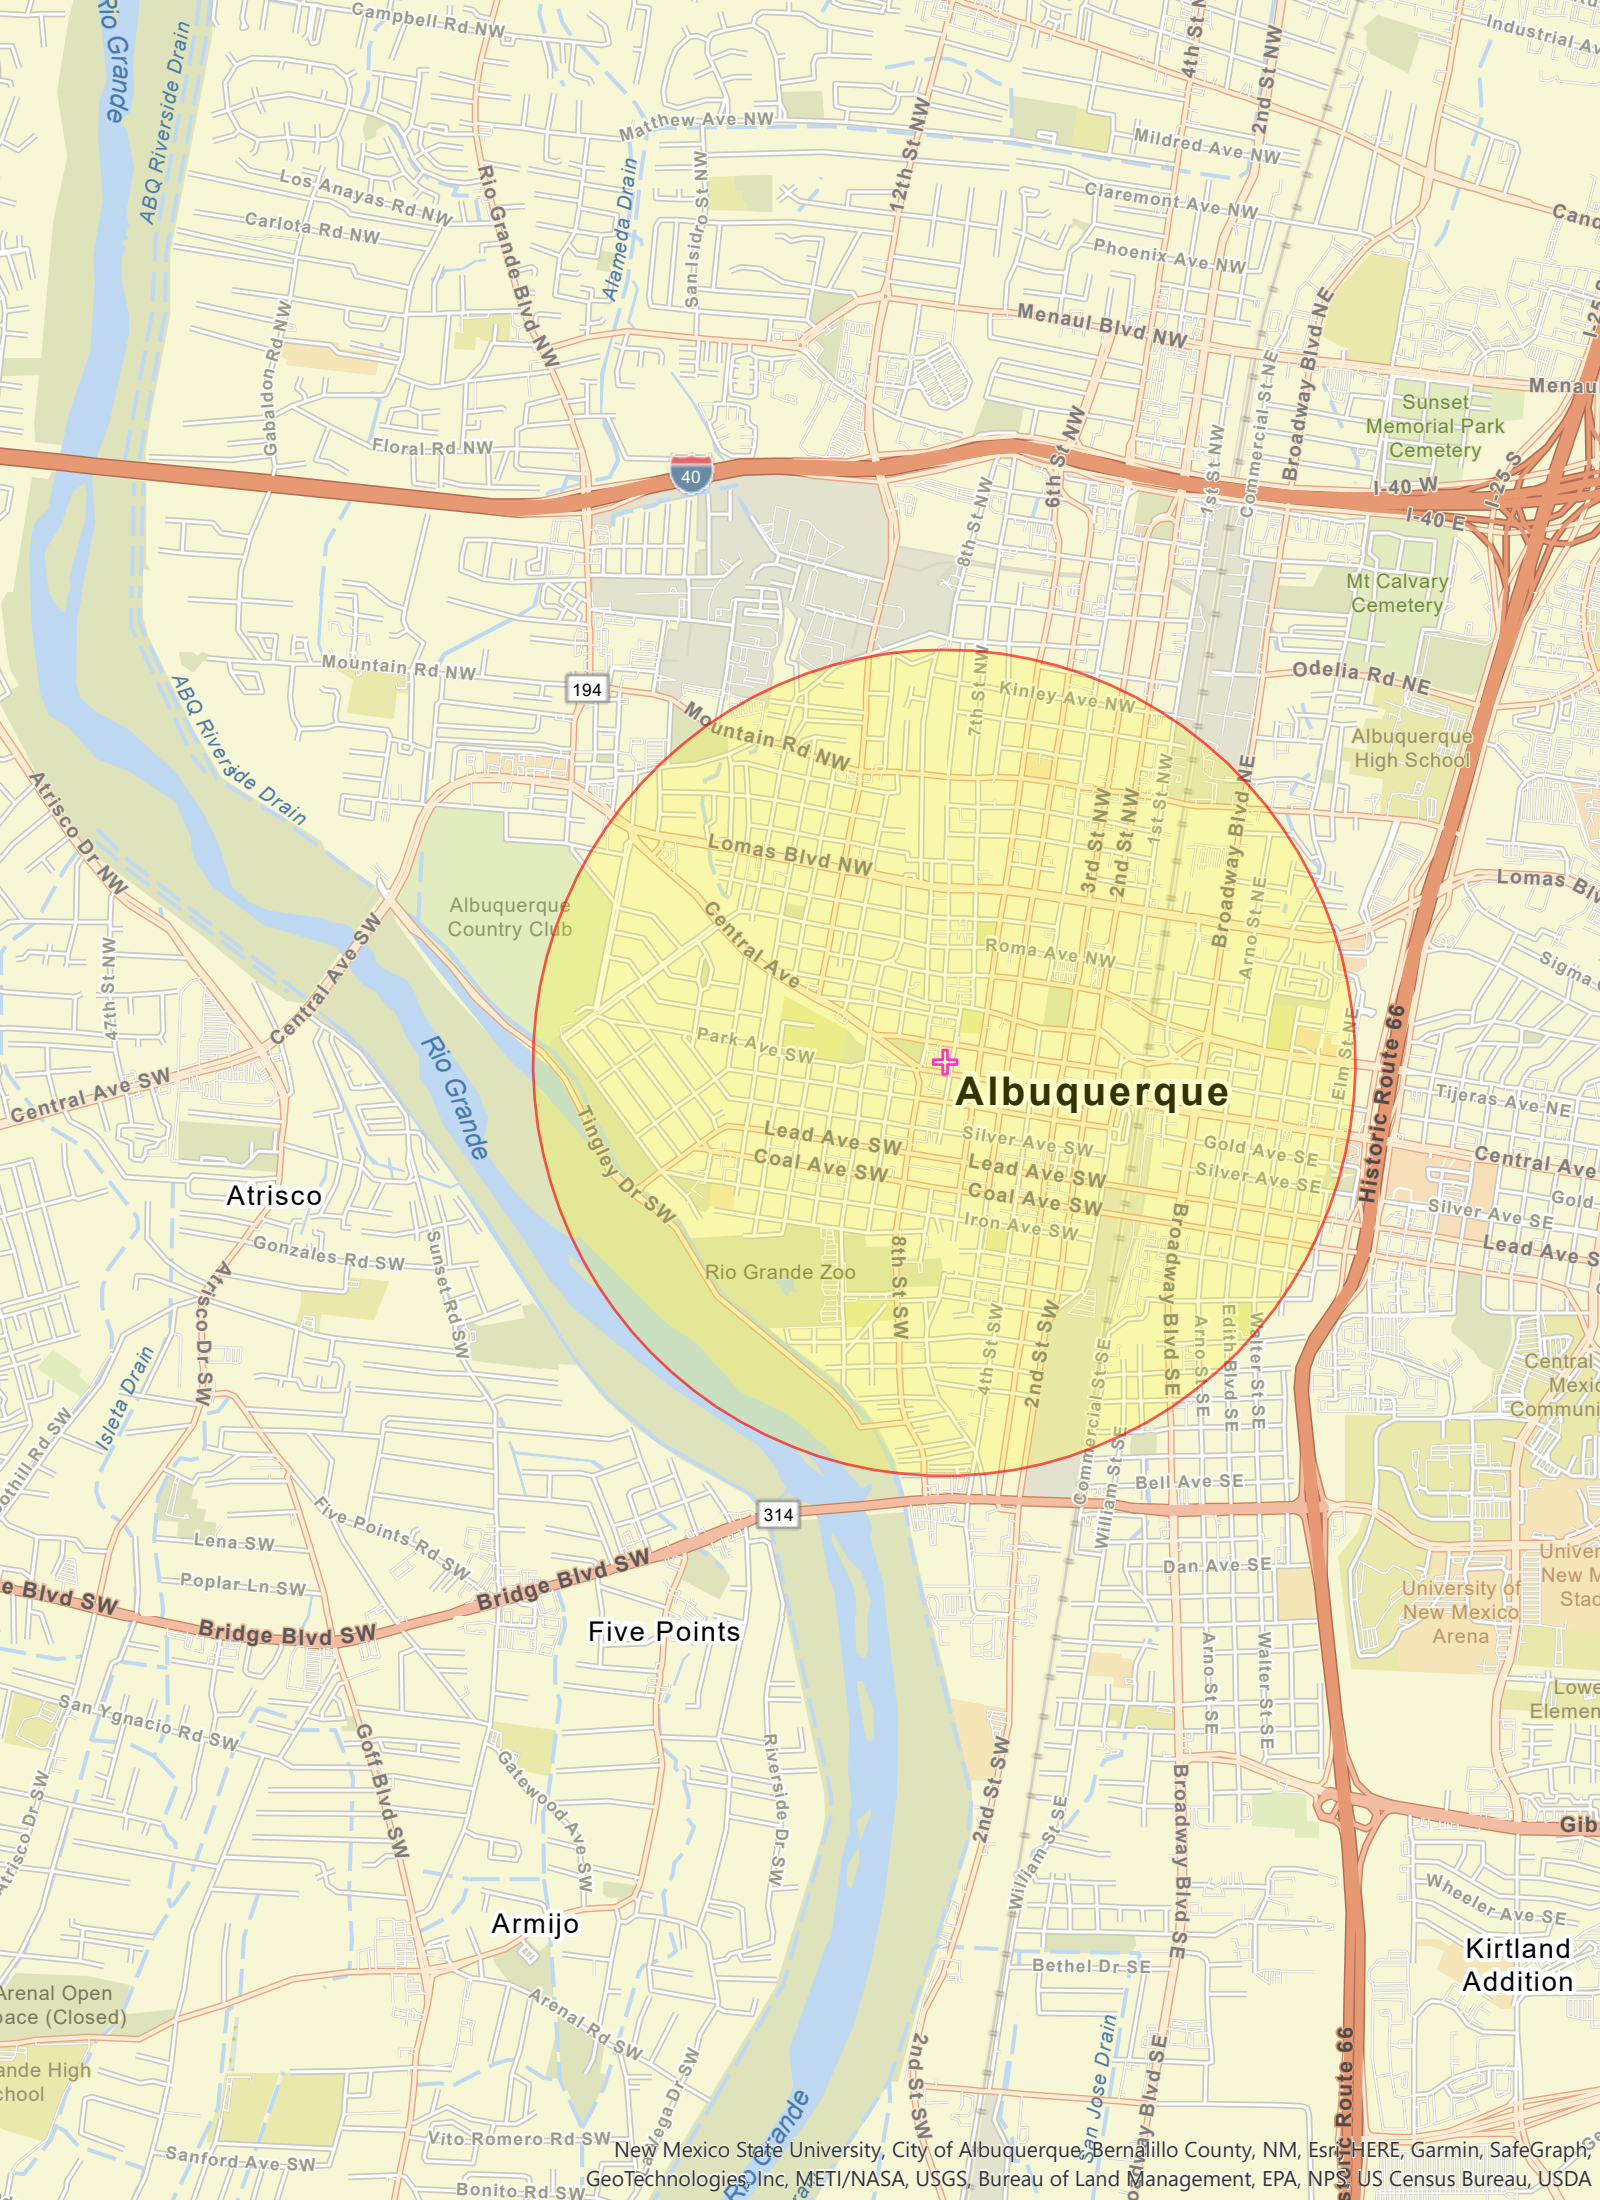 Rio Grande
Campbell Rd NW
4th St N
2nd St NW
Industrial Av
ABQ Riverside Drain
Matthew Ave NW
12th St NW
Mildred Ave NW
Los Anayas Rd NW
Rio Grande Blvd NW
Alameda Drain
San Isidro St NW
Claremont Ave NW
Cand
Carlota Rd NW
Phoenix Ave NW
I-25 S
Gabaldon Rd NW
Menaul Blvd NW
Broadway Blvd NE
Menau
Commercial St NE
Sunset
Memorial Park
Cemetery
Floral Rd NW
40
6th St NW
1st St NW
I-40 W
I-25 S
I-40 E
8th St NW
Mt Calvary
Cemetery
Mountain Rd NW
194
ABQ Riverside Drain
7th St NW
Kinley Ave NW
Odelia Rd NE
Mountain Rd NW
Albuquerque
High School
Atrisco Dr NW
3rd St NW
2nd St NW
1st St NW
Broadway Blvd NE
Lomas Blvd NW
Lomas Blv
Albuquerque
Country Club
Central Ave
Roma Ave NW
Arno St NE
Sigma
47th St NW
Central Ave SW
Rio Grande
Park Ave SW
Elm St NE
Historic Route 66
Albuquerque
Central Ave SW
Tijeras Ave NE
Tingley Dr SW
Lead Ave SW
Silver Ave SW
Gold Ave SE
Central Ave
Coal Ave SW
Lead Ave SW
Silver Ave SE
Atrisco
Coal Ave SW
Gold
Silver Ave SE
Iron Ave SW
Broadway Blvd SE
Gonzales Rd SW
Sunset Rd SW
Lead Ave S
Rio Grande Zoo
8th St SW
Atrisco Dr SW
4th St SW
2nd St SW
Arno St SE
Edith Blvd SE
Walter St SE
Isleta Drain
Commercial St SE
Central
Mexic
Communi
othill Rd SW
William St SE
Bell Ave SE
Five Points Rd SW
314
Lena SW
Bridge Blvd SW
Dan Ave SE
Univer
New M
Stad
Poplar Ln SW
e Blvd SW
University of
New Mexico
Arena
Bridge Blvd SW
Five Points
Arno St SE
Walter St SE
San Ygnacio Rd SW
Lowe
Elemen
Goff Blvd SW
Gatewood Ave SW
Riverside Dr SW
2nd St SW
Broadway Blvd SE
Atrisco Dr SW
William St SE
Gib
Wheeler Ave SE
Armijo
Kirtland
Addition
Bethel Dr SE
Arenal Open
pace (Closed)
Arenal Rd SW
2nd St SW
San Jose Drain
Broadway Blvd SE
Historic Route 66
ande High
chool
Vito Romero Rd SW
Sanford Ave SW
Rio Grande
Bonito Rd SW
New Mexico State University, City of Albuquerque, Bernalillo County, NM, Esri, HERE, Garmin, SafeGraph,
GeoTechnologies, Inc, METI/NASA, USGS, Bureau of Land Management, EPA, NPS, US Census Bureau, USDA